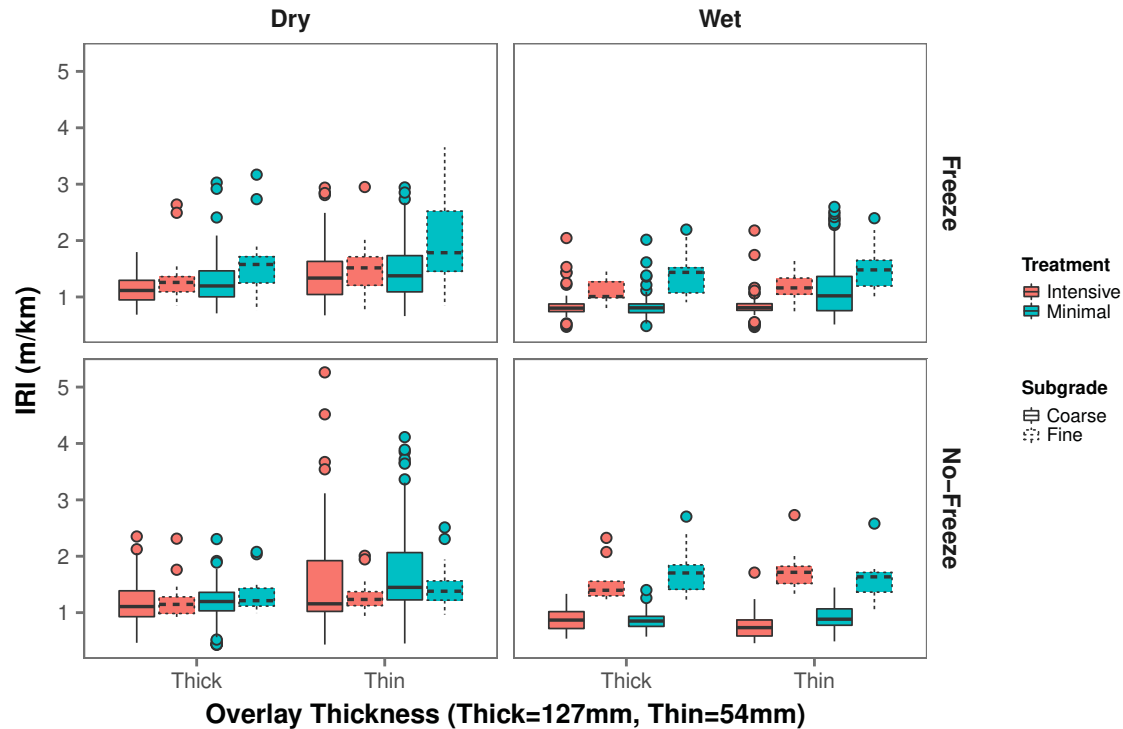 Dry
Wet
5
4
3
2
1
Freeze
5
4
3
2
1
No−Freeze
IRI (m/km)
Thick
Thin
Thick
Thin
Overlay Thickness (Thick=127mm, Thin=54mm)
Treatment
Intensive
Minimal
Subgrade
Coarse
Fine